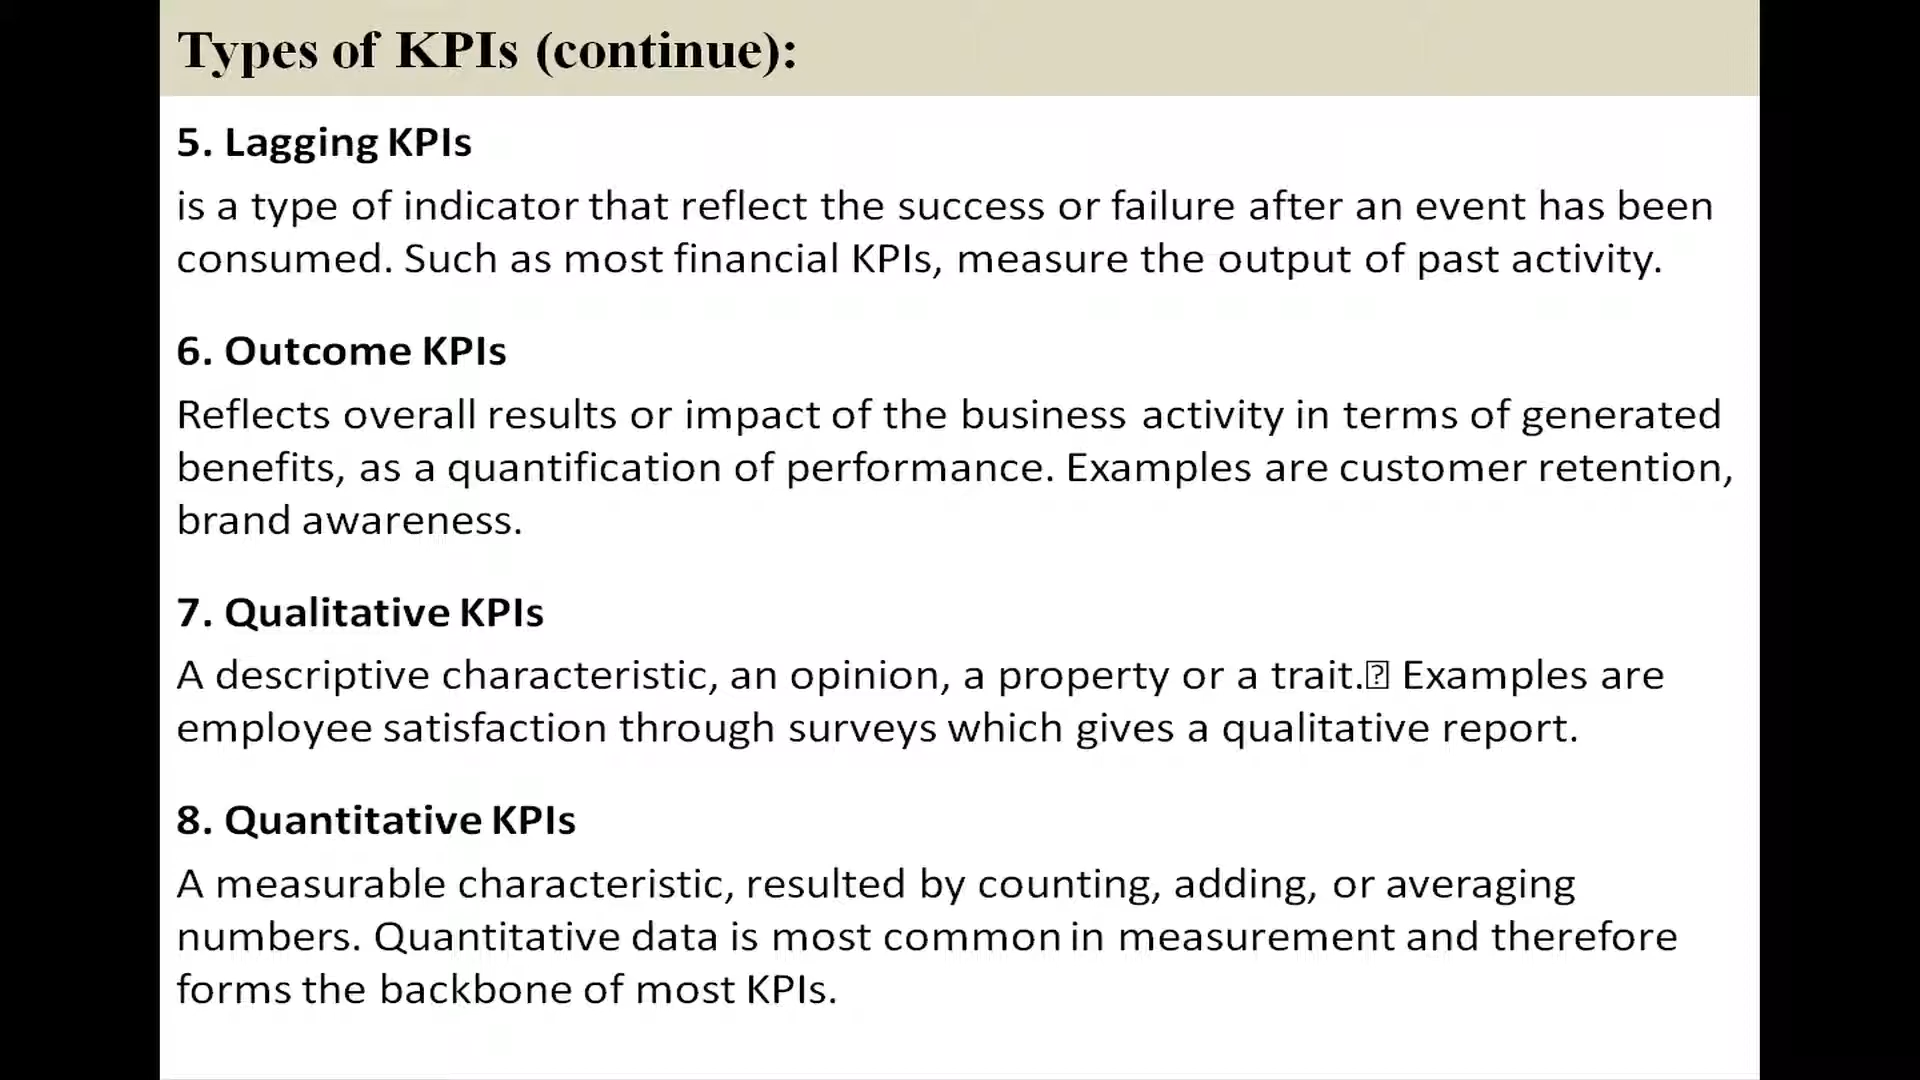 Types of KPIs (continue):
5. Lagging KPIs
is a type of indicator that reflect the success or failure after an event has been
consumed. Such as most financial KPIs, measure the output of past activity.
6. Outcome KPIs
Reflects overall results or impact of the business activity in terms of generated
benefits, as a quantification of performance. Examples are customer retention,
brand awareness.
7. Qualitative KPIs
A descriptive characteristic, an opinion, a property or a trait.⍰ Examples are
employee satisfaction through surveys which gives a qualitative report.
8. Quantitative KPIs
A measurable characteristic, resulted by counting, adding, or averaging
numbers. Quantitative data is most common in measurement and therefore
forms the backbone of most KPIs.